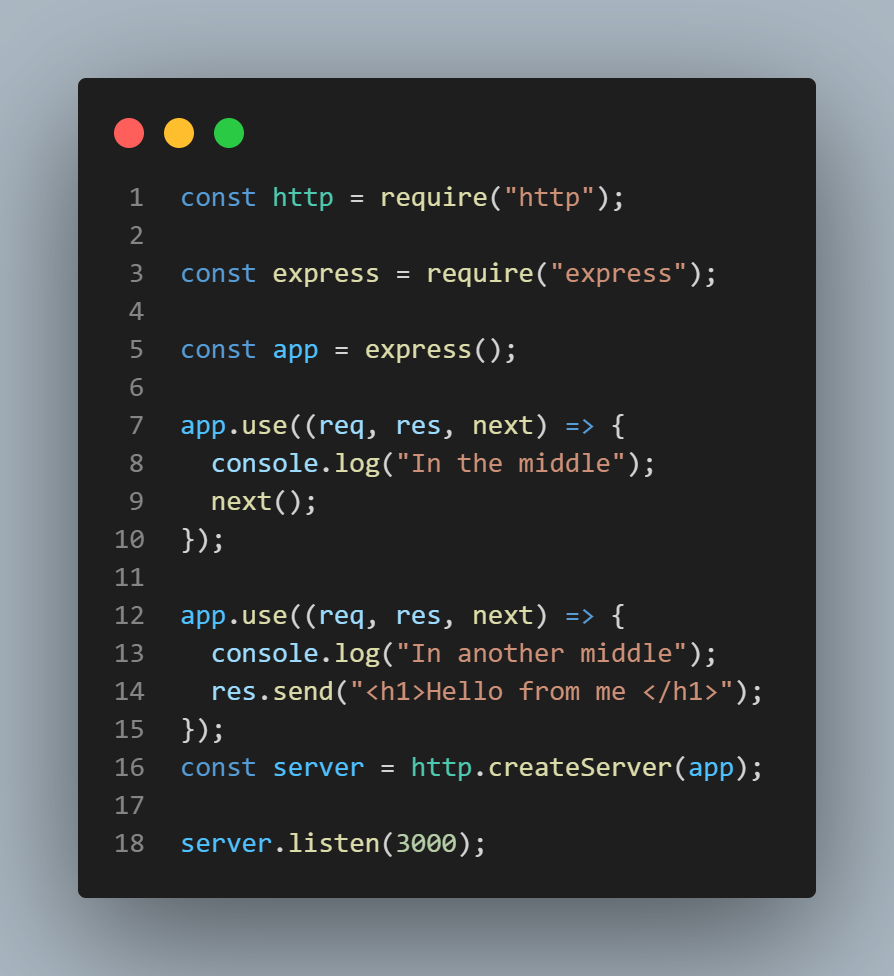 1 const http = require("http");
2
3 const express = require("express");
4
5 const app = express();
6
7 app.use((req, res, next) => {
8   console.log("In the middle");
9   next();
10 });
11
12 app.use((req, res, next) => {
13   console.log("In another middle");
14   res.send("<h1>Hello from me </h1>");
15 });
16 const server = http.createServer(app);
17
18 server.listen(3000);